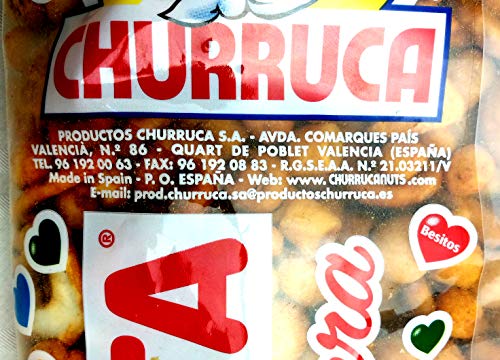 CHURRUCA
PRODUCTOS CHURRUCA S.A. - AVDA. COMARQUES PAÍS
VALENCIÀ, N.º 86 - QUART DE POBLET VALENCIA (ESPAÑA)
TEL. 96 192 00 63 - FAX: 96 192 08 83 - R.G.S.E.A.A. N.º 21.03211/V
Made in Spain - P. O. ESPAÑA - Web: www. CHURRUCANUTS.com
E-mail: prod.churruca.sa@productoschurruca.es
Besitos
®
'A
ra